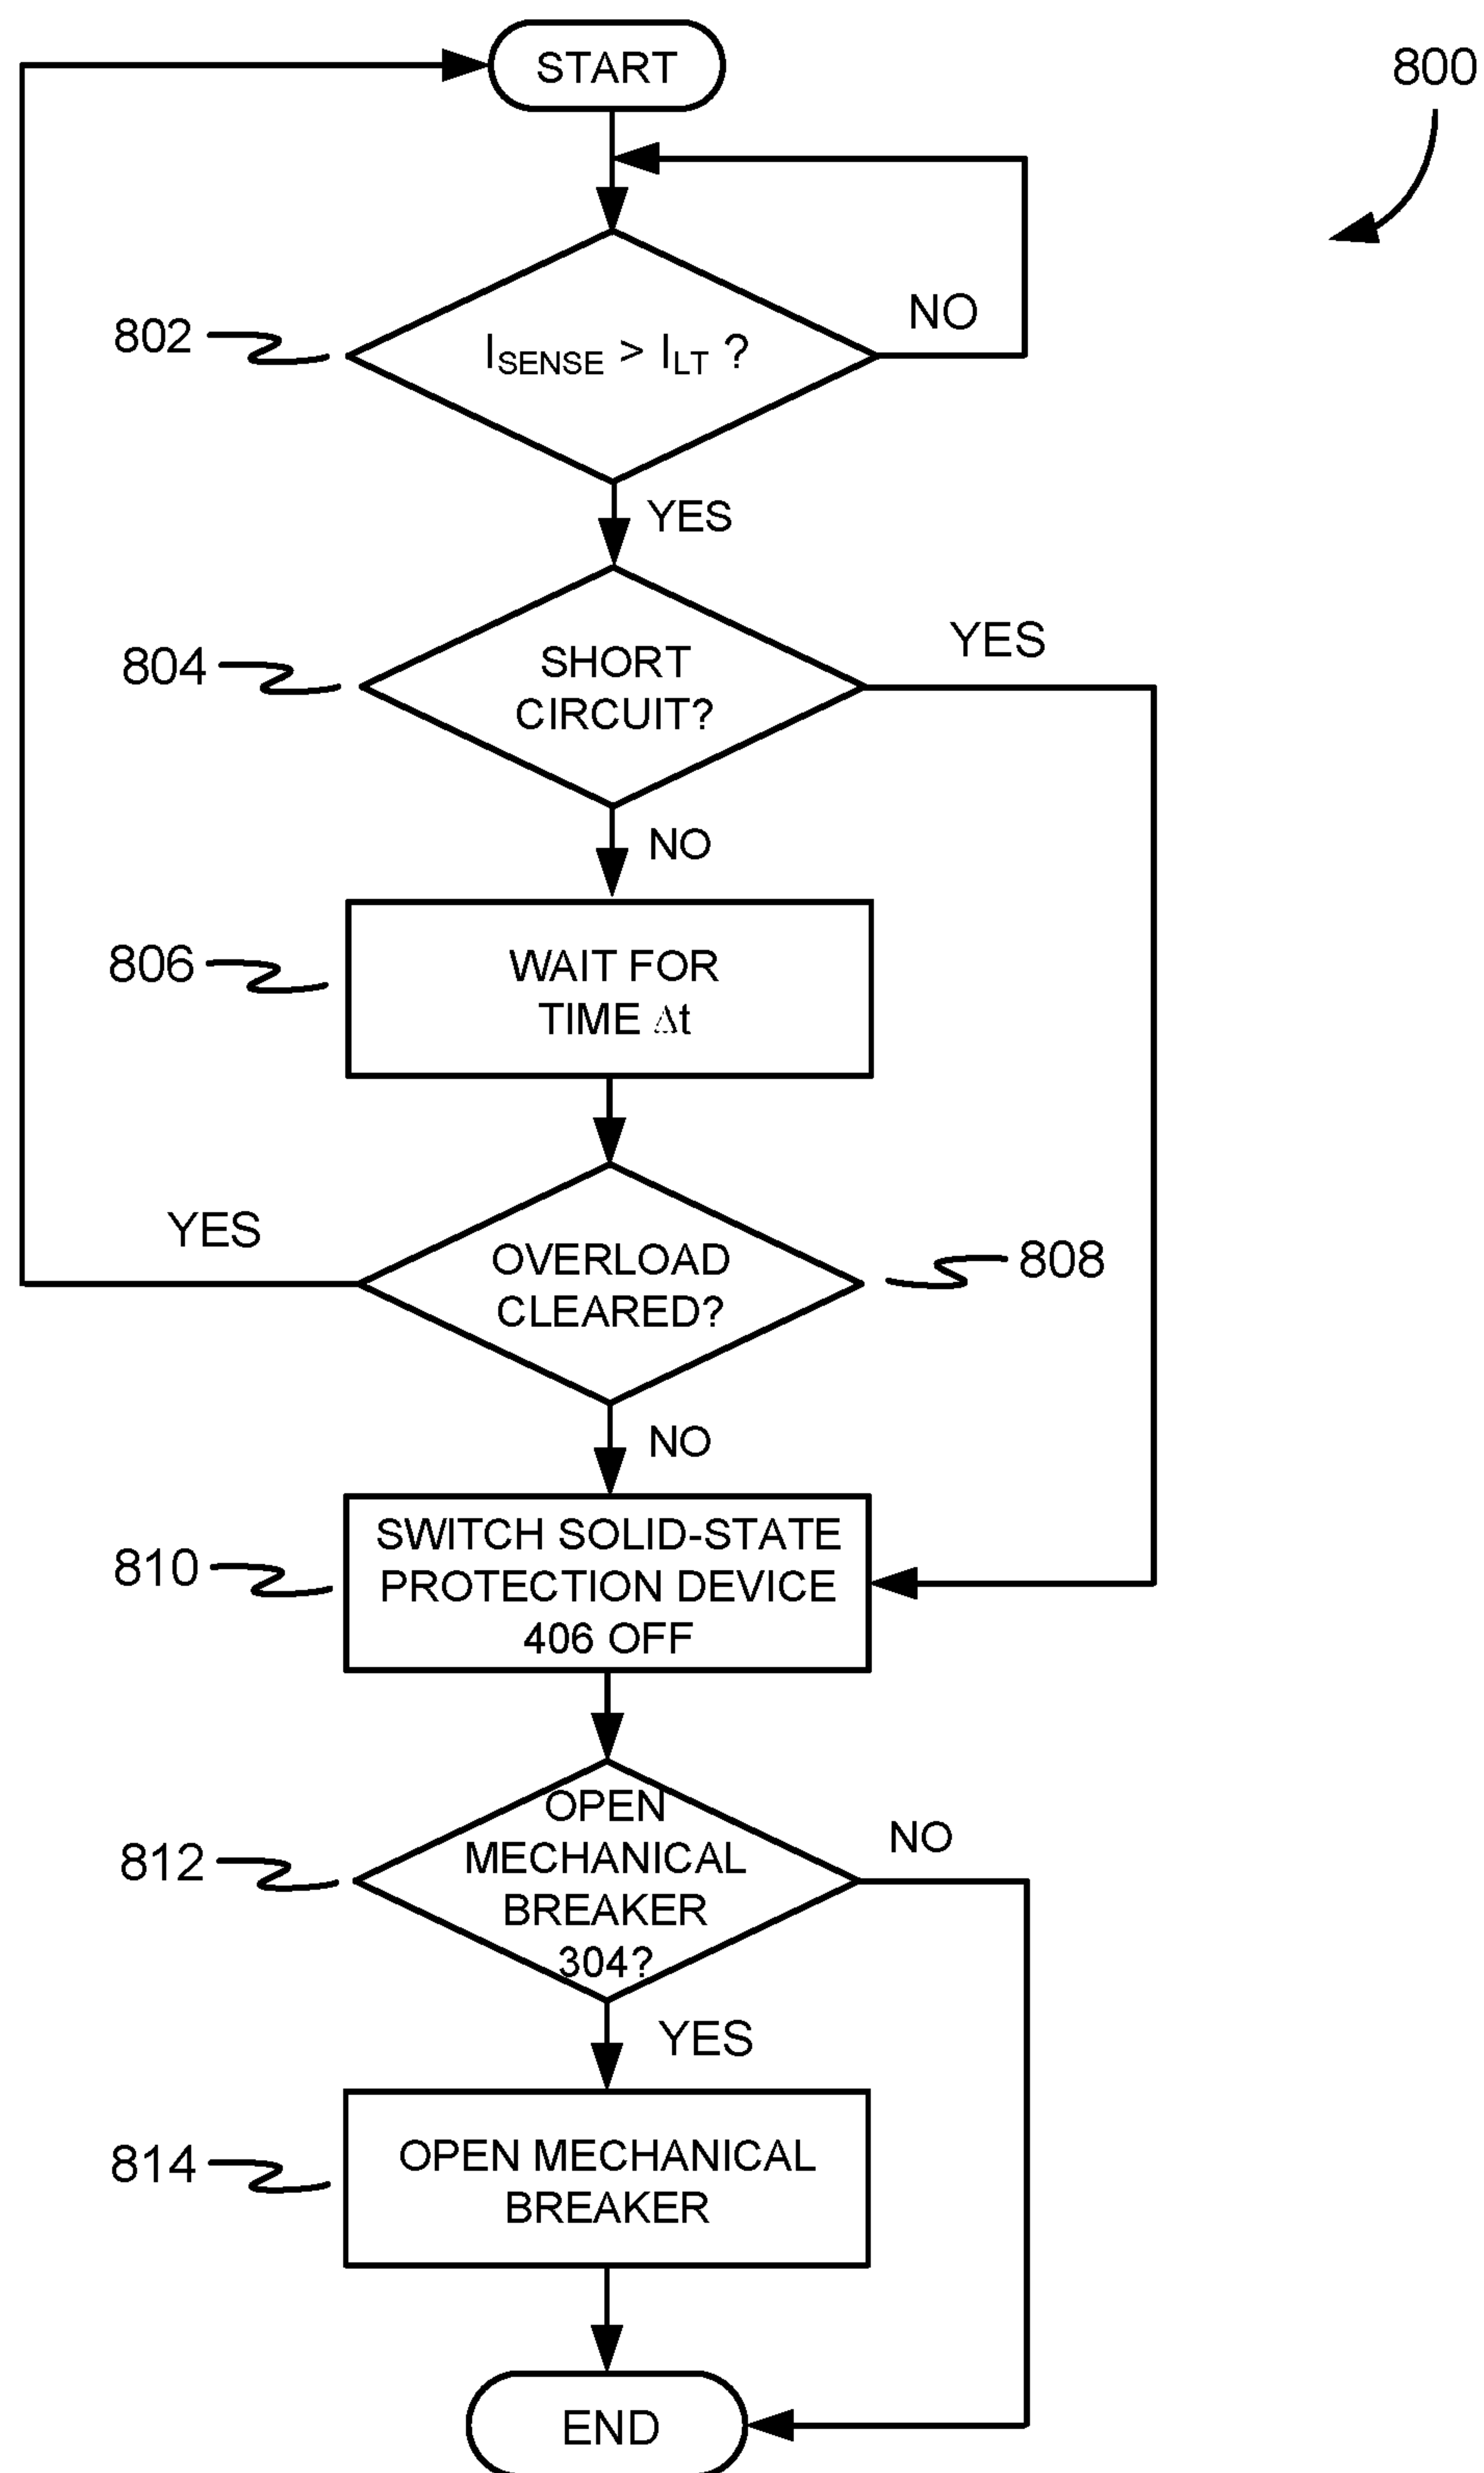 START
800
NO
802
I_SENSE > I_LT ?
YES
YES
804
SHORT
CIRCUIT?
NO
806
WAIT FOR
TIME Δt
YES
808
OVERLOAD
CLEARED?
NO
810
SWITCH SOLID-STATE
PROTECTION DEVICE
406 OFF
812
OPEN
MECHANICAL
BREAKER
304?
NO
YES
814
OPEN MECHANICAL
BREAKER
END